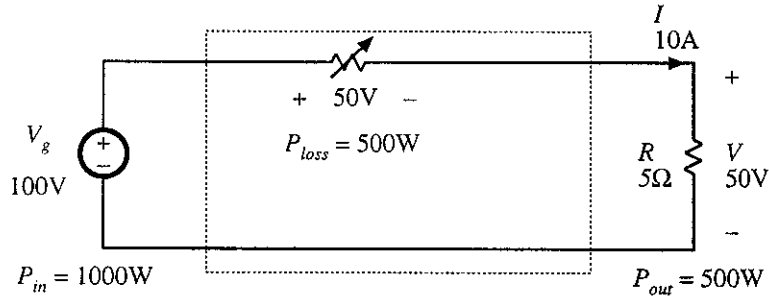 I
10A
+ 50V −
P_loss = 500W
V_g
100V
+
−
R
5Ω
+
V
50V
−
P_in = 1000W
P_out = 500W